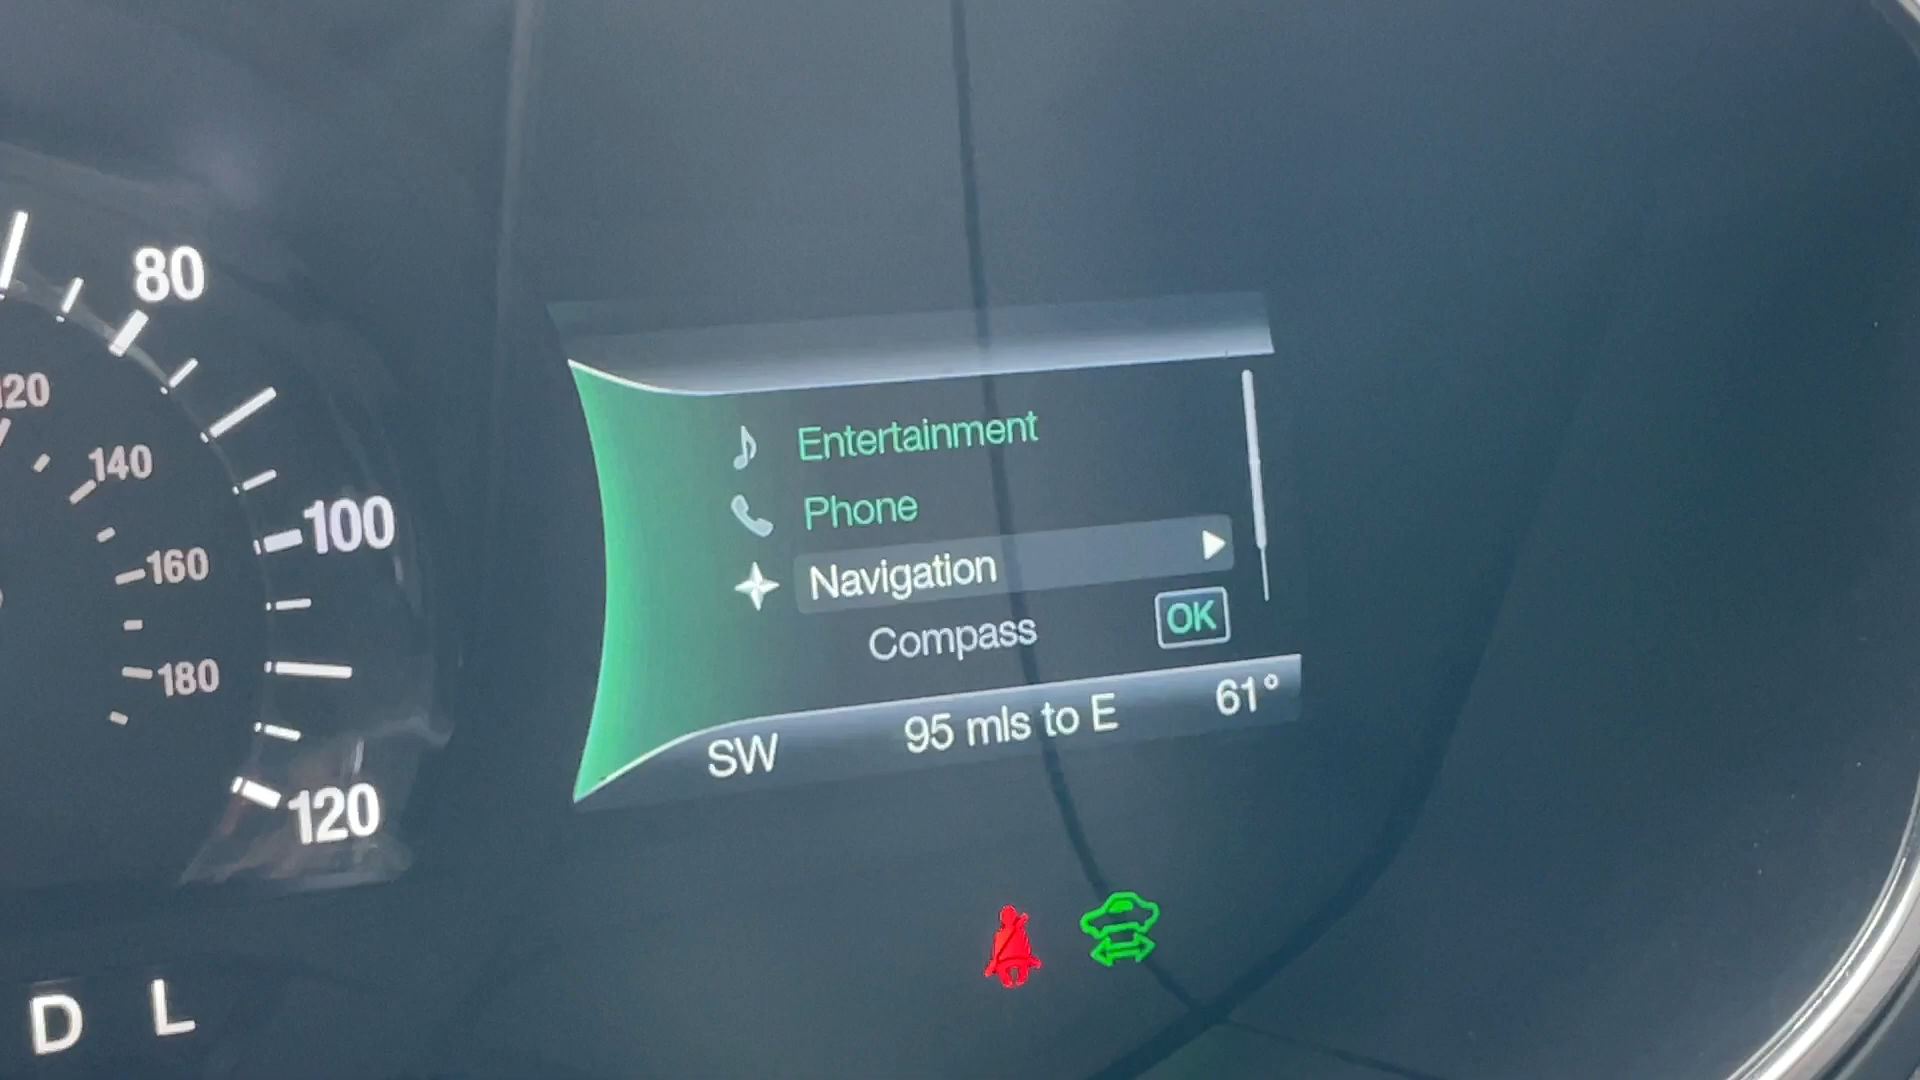 80
120
140
100
160
180
120
Entertainment
Phone
Navigation
Compass
OK
SW 95 mls to E 61°
D L